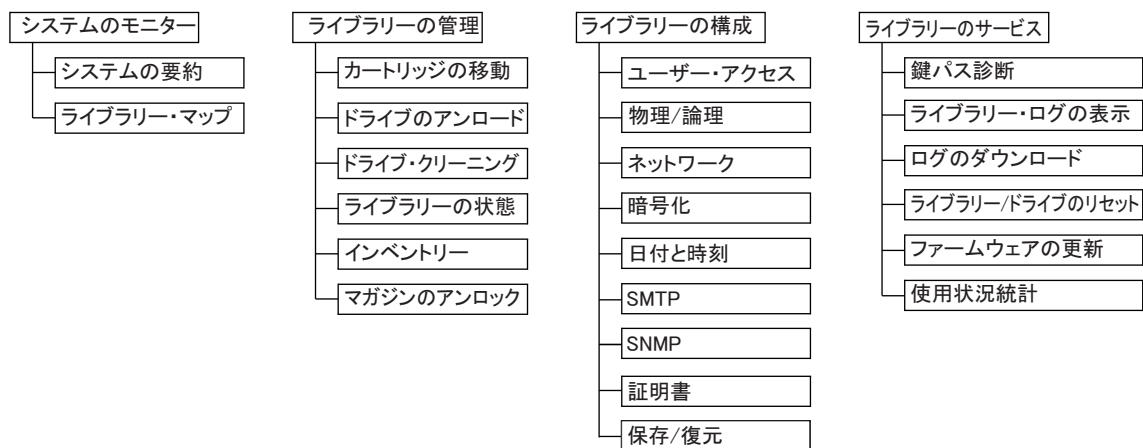 システムのモニター
システムの要約
ライブラリー・マップ
ライブラリーの管理
カートリッジの移動
ドライブのアンロード
ドライブ・クリーニング
ライブラリーの状態
インベントリー
マガジンのアンロック
ライブラリーの構成
ユーザー・アクセス
物理/論理
ネットワーク
暗号化
日付と時刻
SMTP
SNMP
証明書
保存/復元
ライブラリーのサービス
鍵パス診断
ライブラリー・ログの表示
ログのダウンロード
ライブラリー/ドライブのリセット
ファームウェアの更新
使用状況統計